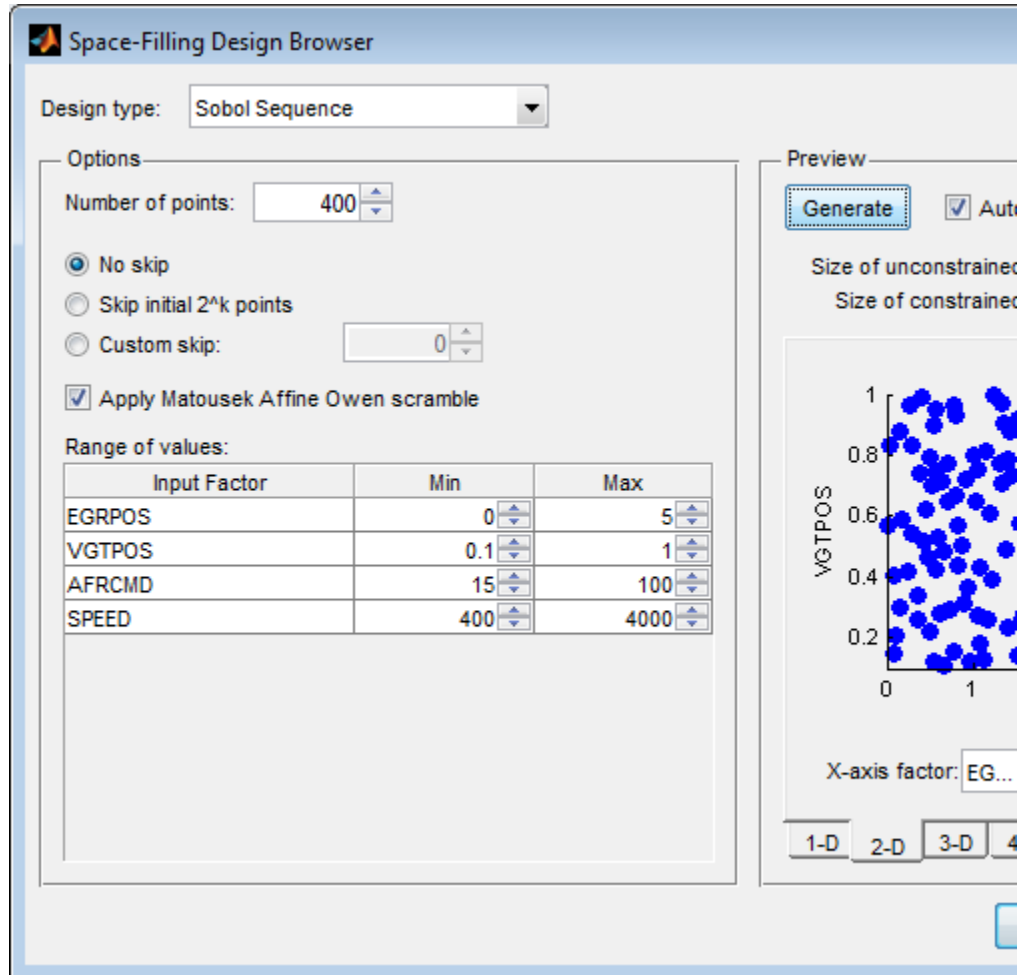 Space-Filling Design Browser
Design type: Sobol Sequence
Options
Number of points: 400
No skip
Skip initial 2^k points
Custom skip: 0
Apply Matousek Affine Owen scramble
Range of values:
Input Factor Min Max
EGRPOS 0 5
VGTPOS 0.1 1
AFRCMD 15 100
SPEED 400 4000
Preview
Generate Auto
Size of unconstrained
Size of constrained
1
0.8
0.6
0.4
0.2
VGTPOS
0 1
X-axis factor: EG...
1-D 2-D 3-D 4